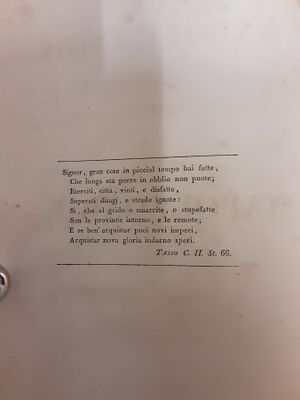 Signor, gran cose in picciol tempo hai fatte,
Che lunga età porre in obblio non puote;
Eserciti, città, vinti, e disfatte,
Superati disagi, e strade ignote:
Sì, che al grido o smarrite, o stupefatte
Son le province intorno, e le remote;
E se ben' acquistar puoi novi imperi,
Acquistar nova gloria indarno speri.
Tasso C. II. St. 66.